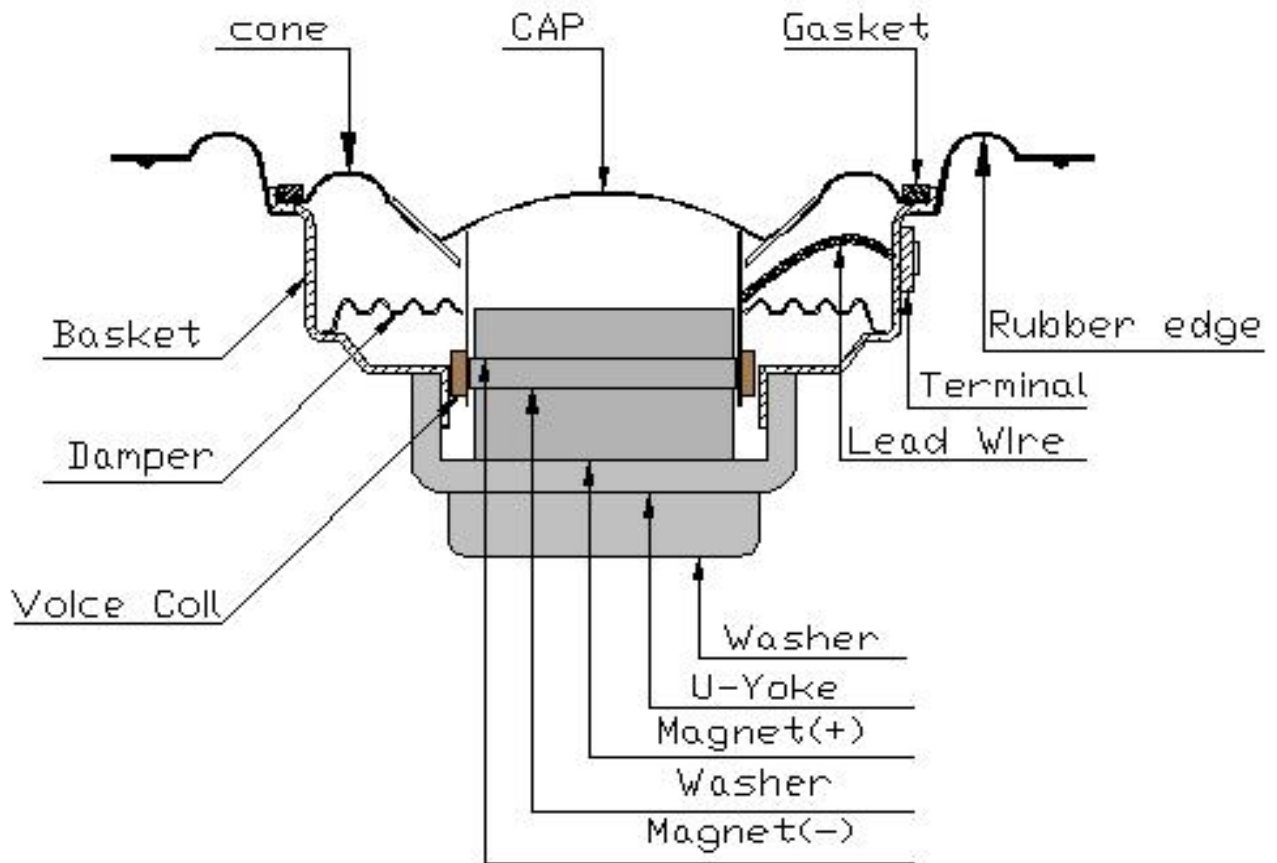 cone
CAP
Gasket
Basket
Rubber edge
Terminal
Damper
Lead WIre
VoIce CoIl
Washer
U-Yoke
Magnet(+)
Washer
Magnet(-)